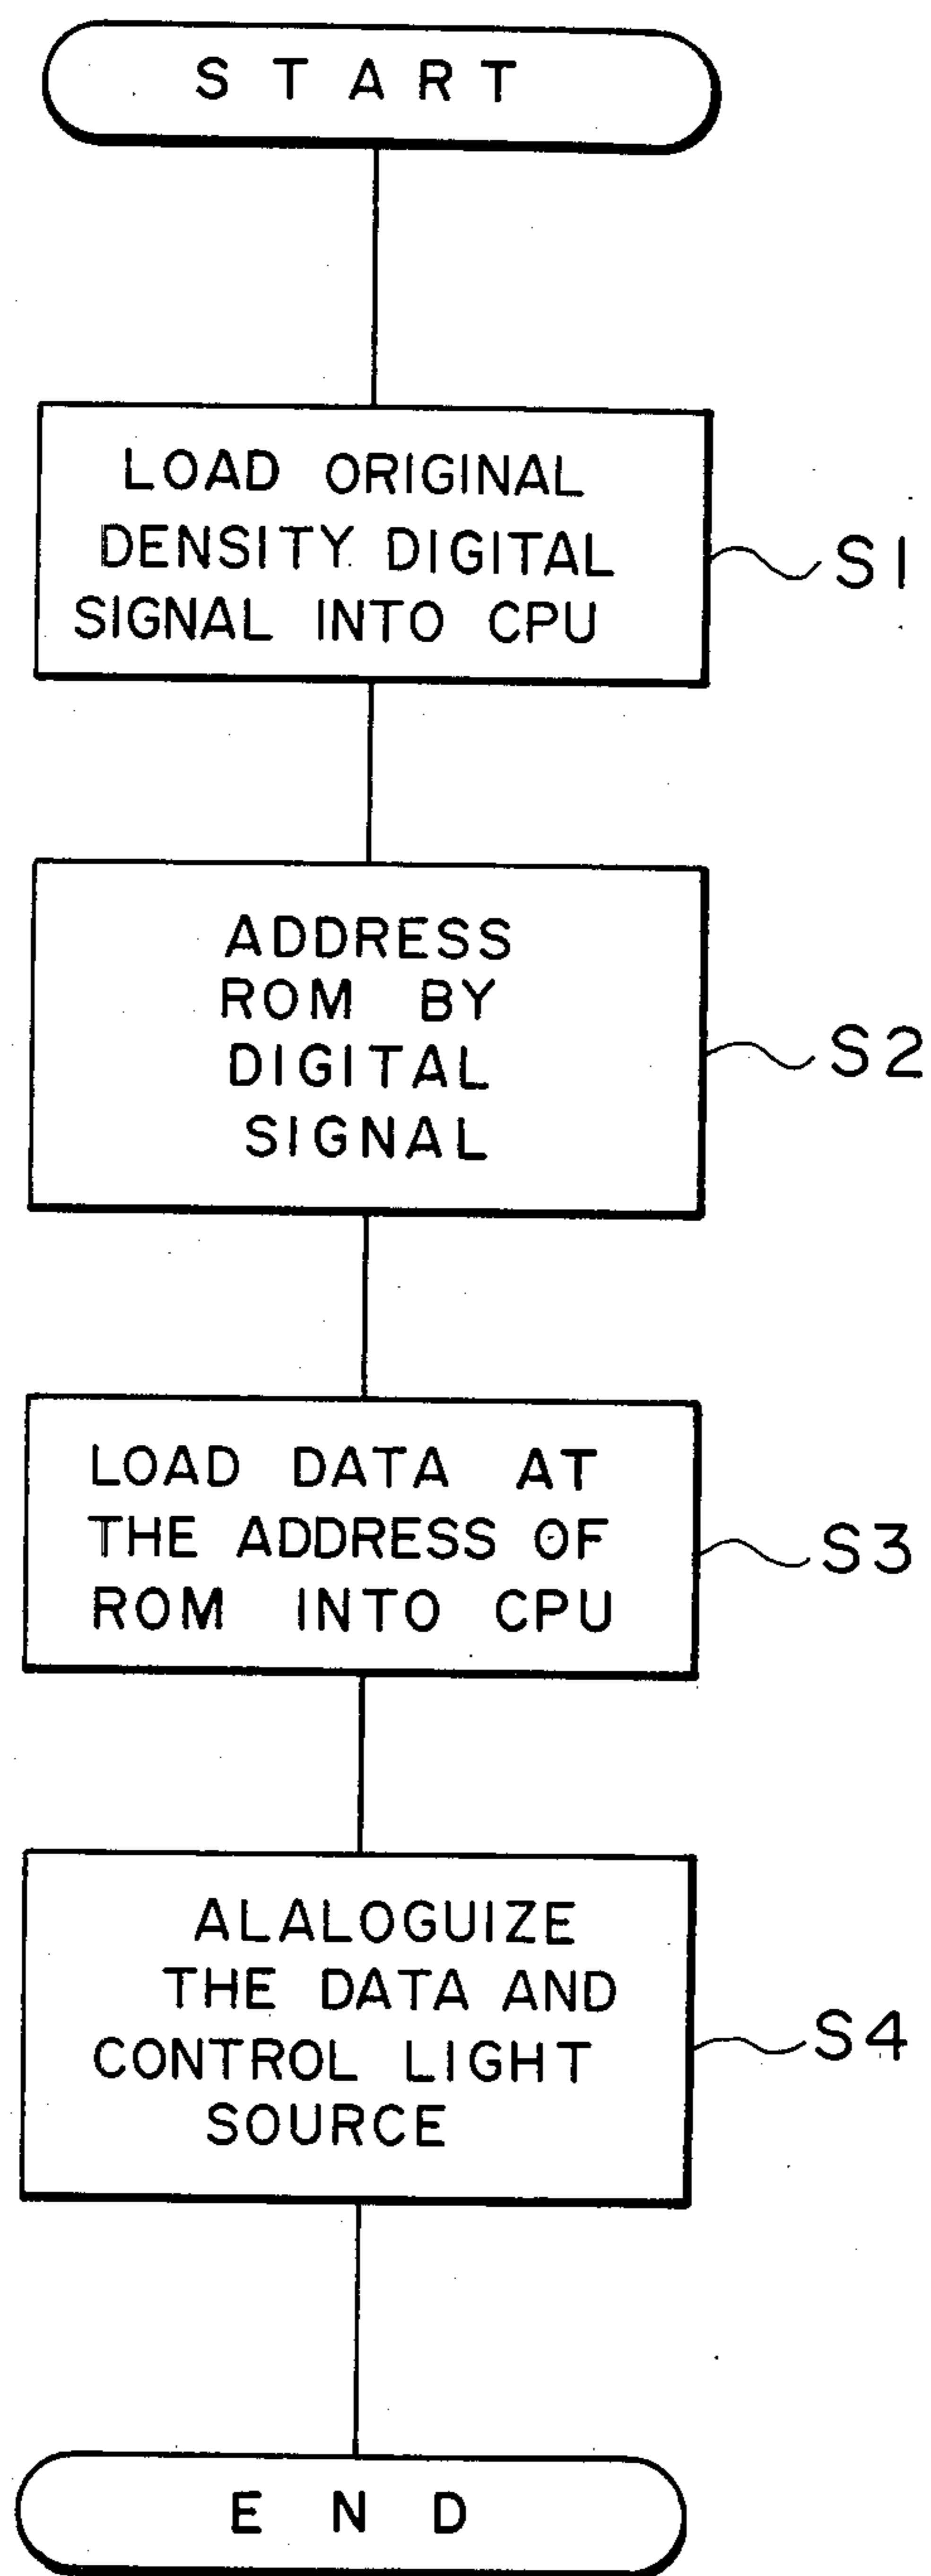 START
LOAD ORIGINAL
DENSITY DIGITAL
SIGNAL INTO CPU
S1
ADDRESS
ROM BY
DIGITAL
SIGNAL
S2
LOAD DATA AT
THE ADDRESS OF
ROM INTO CPU
S3
ALALOGUIZE
THE DATA AND
CONTROL LIGHT
SOURCE
S4
END